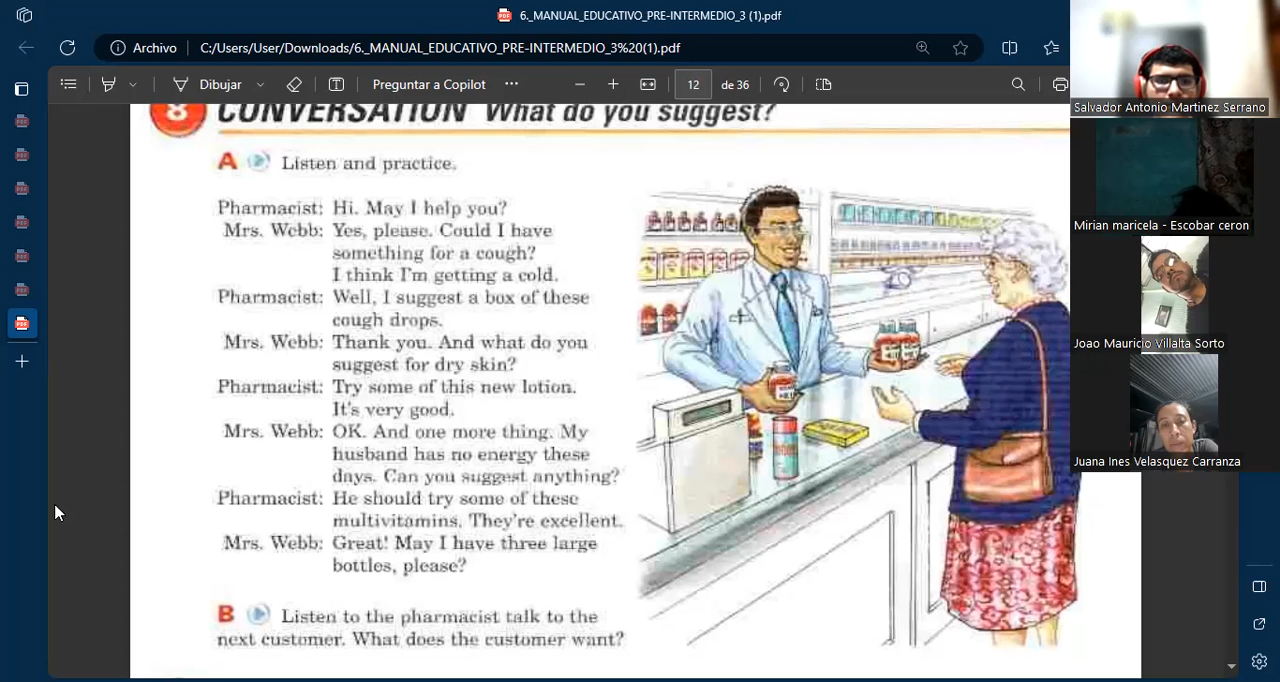 6._MANUAL_EDUCATIVO_PRE-INTERMEDIO_3 (1).pdf
Archivo C:/Users/User/Downloads/6._MANUAL_EDUCATIVO_PRE-INTERMEDIO_3%20(1).pdf
Dibujar Preguntar a Copilot 12 de 36
8 CONVERSATION What do you suggest?
A Listen and practice.
Pharmacist: Hi. May I help you?
Mrs. Webb: Yes, please. Could I have
something for a cough?
I think I'm getting a cold.
Pharmacist: Well, I suggest a box of these
cough drops.
Mrs. Webb: Thank you. And what do you
suggest for dry skin?
Pharmacist: Try some of this new lotion.
It's very good.
Mrs. Webb: OK. And one more thing. My
husband has no energy these
days. Can you suggest anything?
Pharmacist: He should try some of these
multivitamins. They're excellent.
Mrs. Webb: Great! May I have three large
bottles, please?
B Listen to the pharmacist talk to the
next customer. What does the customer want?
Salvador Antonio Martinez Serrano
Mirian maricela - Escobar ceron
Joao Mauricio Villalta Sorto
Juana Ines Velasquez Carranza